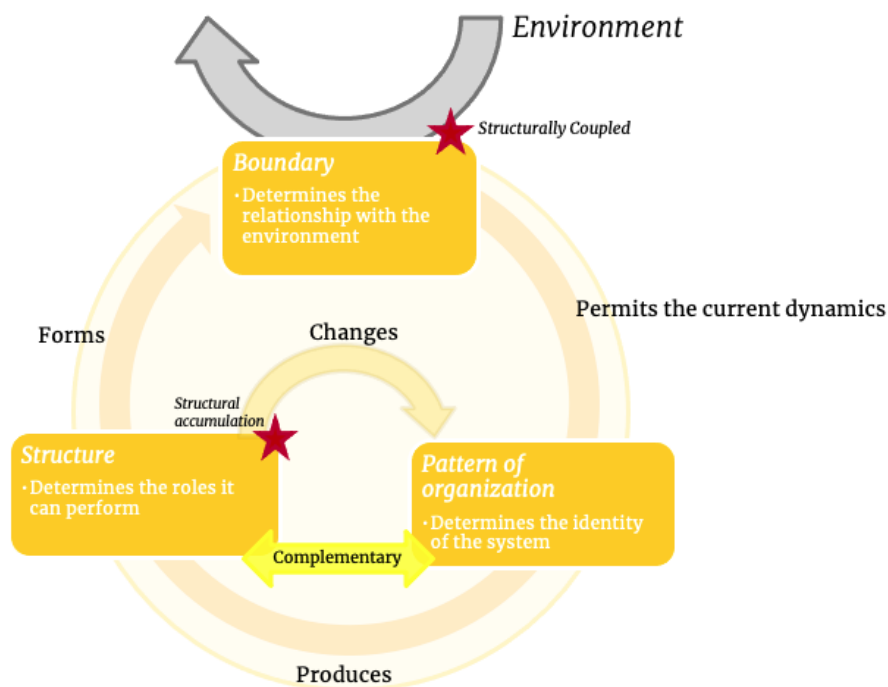 Environment
Structurally Coupled
Boundary
· Determines the
relationship with the
environment
Permits the current dynamics
Forms
Changes
Structural
accumulation
Structure
· Determines the roles it
can perform
Pattern of
organization
· Determines the identity
of the system
Complementary
Produces